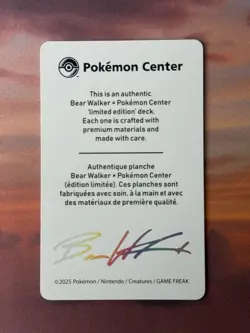 Pokémon Center
This is an authentic
Bear Walker × Pokémon Center
'limited edition' deck.
Each one is crafted with
premium materials and
made with care.
Authentique planche
Bear Walker × Pokémon Center
(édition limitée). Ces planches sont
fabriquées avec soin. à la main et avec
des matériaux de première qualité.
©2025 Pokémon / Nintendo / Creatures / GAME FREAK